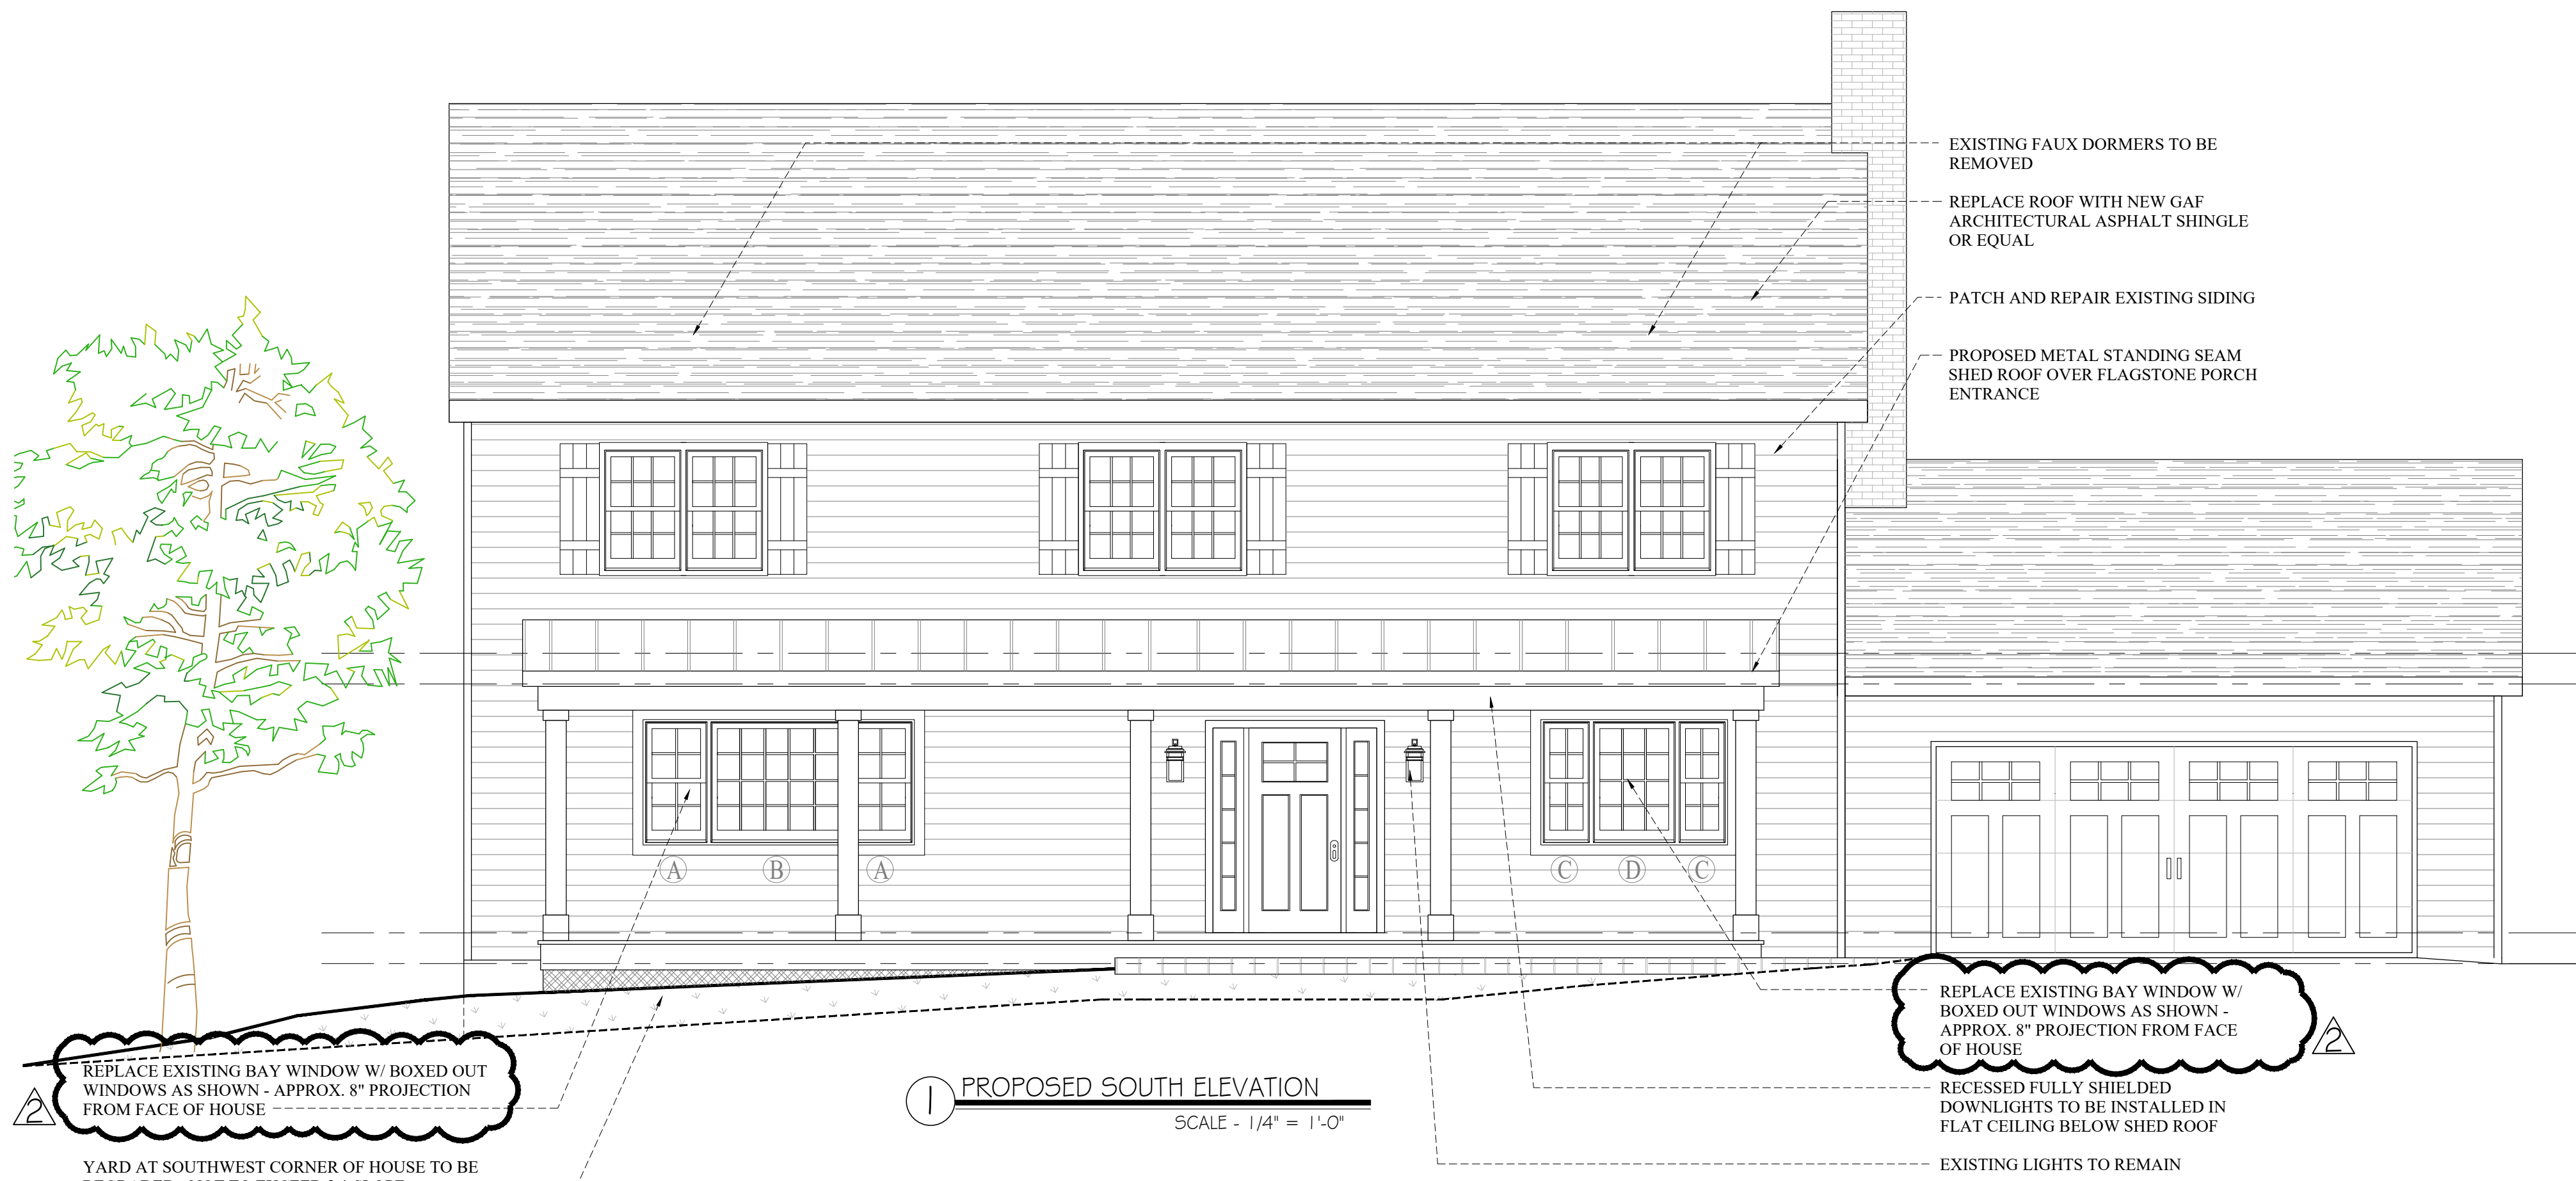 EXISTING FAUX DORMERS TO BE
REMOVED
REPLACE ROOF WITH NEW GAF
ARCHITECTURAL ASPHALT SHINGLE
OR EQUAL
PATCH AND REPAIR EXISTING SIDING
PROPOSED METAL STANDING SEAM
SHED ROOF OVER FLAGSTONE PORCH
ENTRANCE
A B A C D C
REPLACE EXISTING BAY WINDOW W/
BOXED OUT WINDOWS AS SHOWN -
APPROX. 8" PROJECTION FROM FACE
OF HOUSE
2
RECESSED FULLY SHIELDED
DOWNLIGHTS TO BE INSTALLED IN
FLAT CEILING BELOW SHED ROOF
EXISTING LIGHTS TO REMAIN
REPLACE EXISTING BAY WINDOW W/ BOXED OUT
WINDOWS AS SHOWN - APPROX. 8" PROJECTION
FROM FACE OF HOUSE
2
YARD AT SOUTHWEST CORNER OF HOUSE TO BE
1 PROPOSED SOUTH ELEVATION
SCALE - 1/4" = 1'-0"